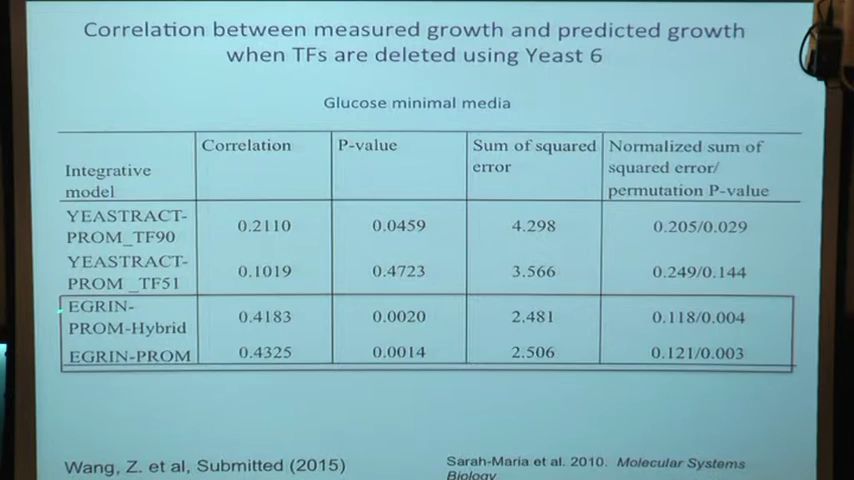 Correlation between measured growth and predicted growth
when TFs are deleted using Yeast 6
Glucose minimal media
Integrative model | Correlation | P-value | Sum of squared error | Normalized sum of squared error/ permutation P-value
YEASTRACT-PROM_TF90 | 0.2110 | 0.0459 | 4.298 | 0.205/0.029
YEASTRACT-PROM _TF51 | 0.1019 | 0.4723 | 3.566 | 0.249/0.144
EGRIN-PROM-Hybrid | 0.4183 | 0.0020 | 2.481 | 0.118/0.004
EGRIN-PROM | 0.4325 | 0.0014 | 2.506 | 0.121/0.003
Wang, Z. et al, Submitted (2015)
Sarah-Maria et al. 2010. Molecular Systems
Biology